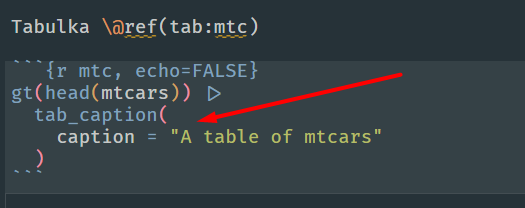 Tabulka \@ref(tab:mtc)
```{r mtc, echo=FALSE}
gt(head(mtcars)) |>
  tab_caption(
    caption = "A table of mtcars"
  )
```